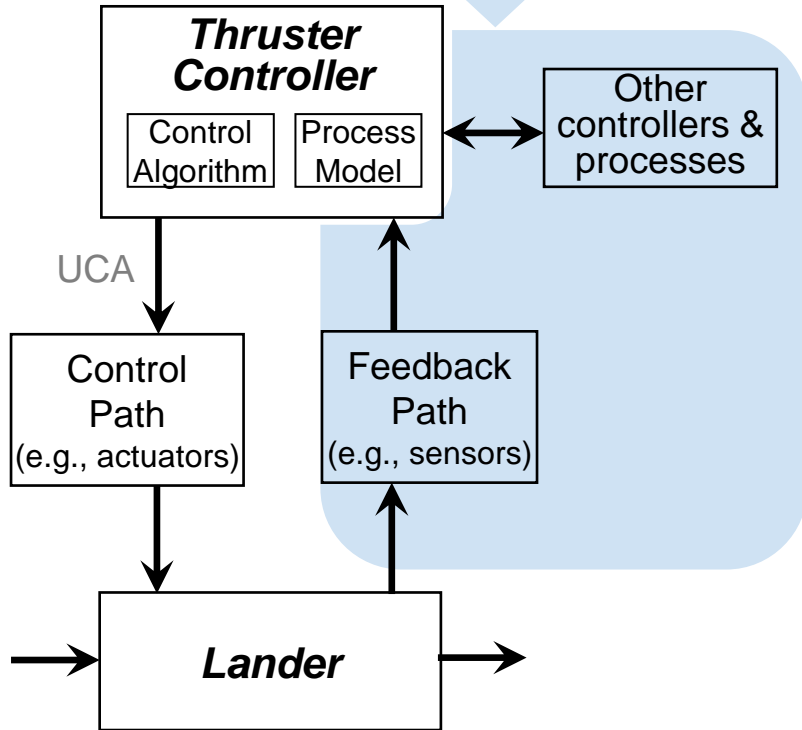 Thruster
Controller
Control
Algorithm
Process
Model
Other
controllers &
processes
UCA
Control
Path
(e.g., actuators)
Feedback
Path
(e.g., sensors)
Lander